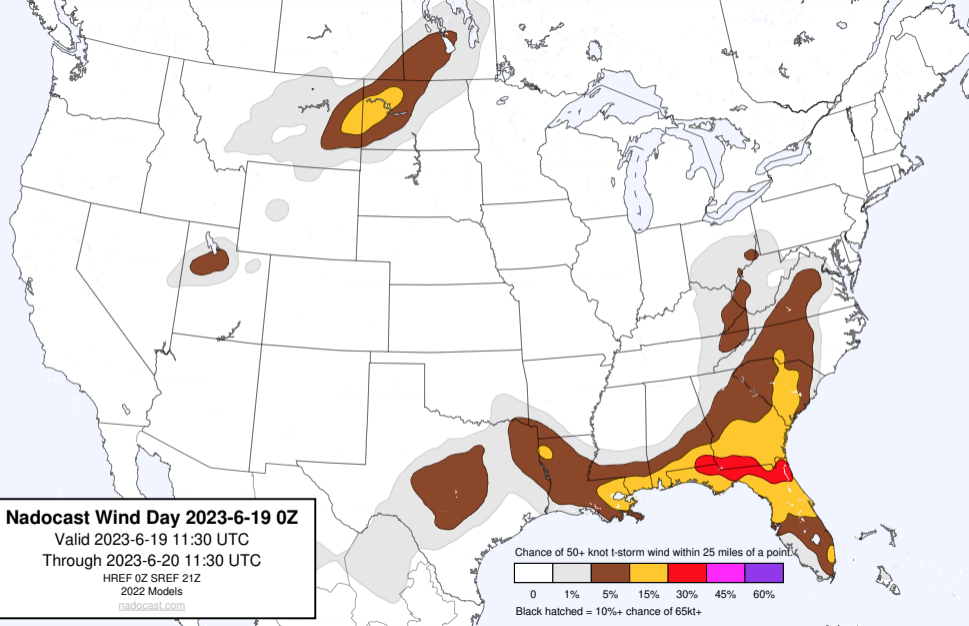 Nadocast Wind Day 2023-6-19 0Z
Valid 2023-6-19 11:30 UTC
Through 2023-6-20 11:30 UTC
HREF 0Z SREF 21Z
2022 Models
nadocast.com
Chance of 50+ knot t-storm wind within 25 miles of a point.
0 1% 5% 15% 30% 45% 60%
Black hatched = 10%+ chance of 65kt+